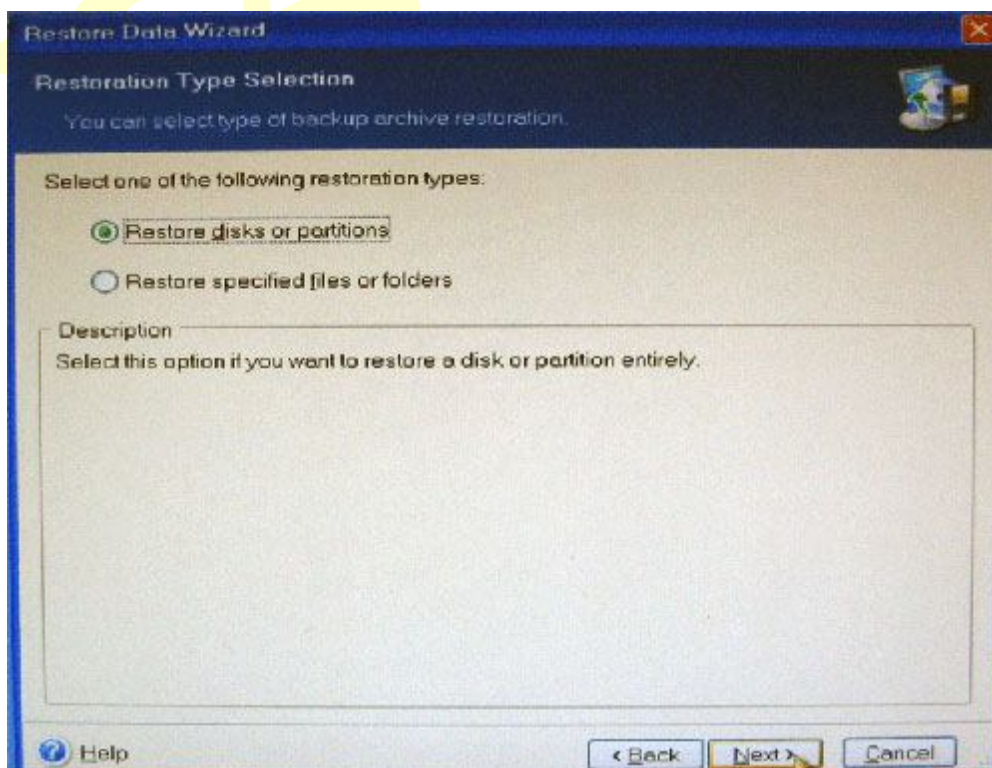 Restore Data Wizard
Restoration Type Selection
You can select type of backup archive restoration.
Select one of the following restoration types:
Restore disks or partitions
Restore specified files or folders
Description
Select this option if you want to restore a disk or partition entirely.
Help
< Back
Next >
Cancel